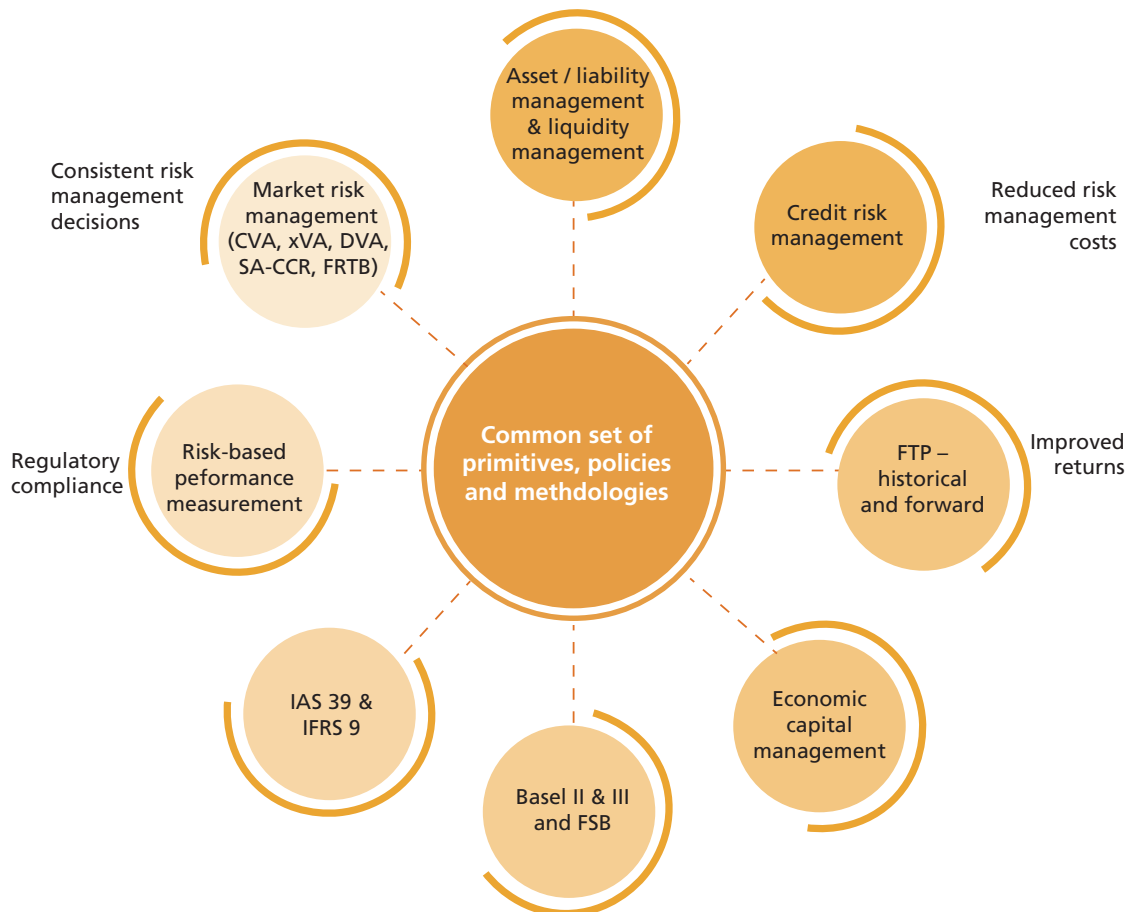 Asset / liability
management
& liquidity
management
Consistent risk
management
decisions
Market risk
management
(CVA, xVA, DVA,
SA-CCR, FRTB)
Credit risk
management
Reduced risk
management
costs
Common set of
primitives, policies
and methdologies
Regulatory
compliance
Risk-based
peformance
measurement
FTP –
historical
and forward
Improved
returns
IAS 39 &
IFRS 9
Basel II & III
and FSB
Economic
capital
management